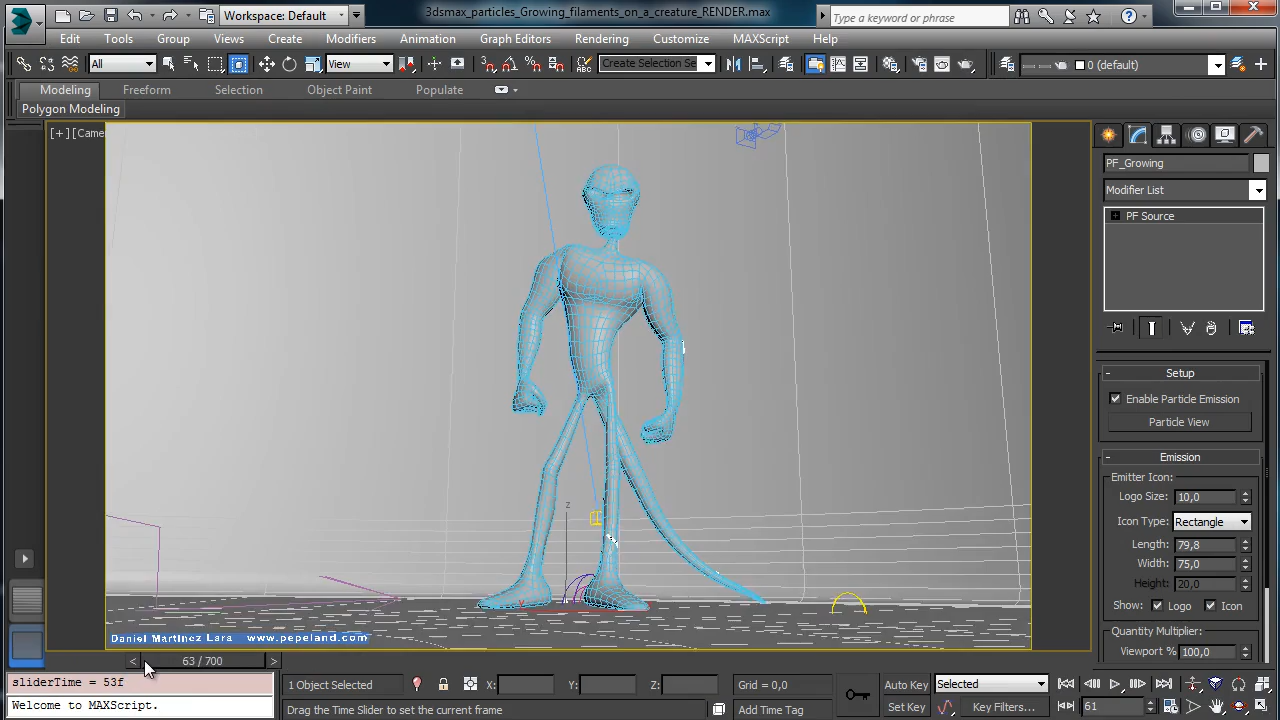 3dsmax_particles_Growing_filaments_on_a_creature_RENDER.max
Workspace: Default
Type a keyword or phrase
Edit Tools Group Views Create Modifiers Animation Graph Editors Rendering Customize MAXScript Help
All
View
Create Selection Se
0 (default)
Modeling Freeform Selection Object Paint Populate
Polygon Modeling
[+] [Came
PF_Growing
Modifier List
PF Source
Setup
Enable Particle Emission
Particle View
Emission
Emitter Icon:
Logo Size: 10,0
Icon Type: Rectangle
Length: 79,8
Width: 75,0
Height: 20,0
Show: Logo Icon
Quantity Multiplier:
Viewport % 100,0
z
Daniel Martínez Lara www.pepeland.com
< 63 / 700 >
sliderTime = 53f
Welcome to MAXScript.
1 Object Selected
X: Y: Z:
Grid = 0,0
Auto Key
Selected
Drag the Time Slider to set the current frame
Add Time Tag
Set Key
Key Filters...
61